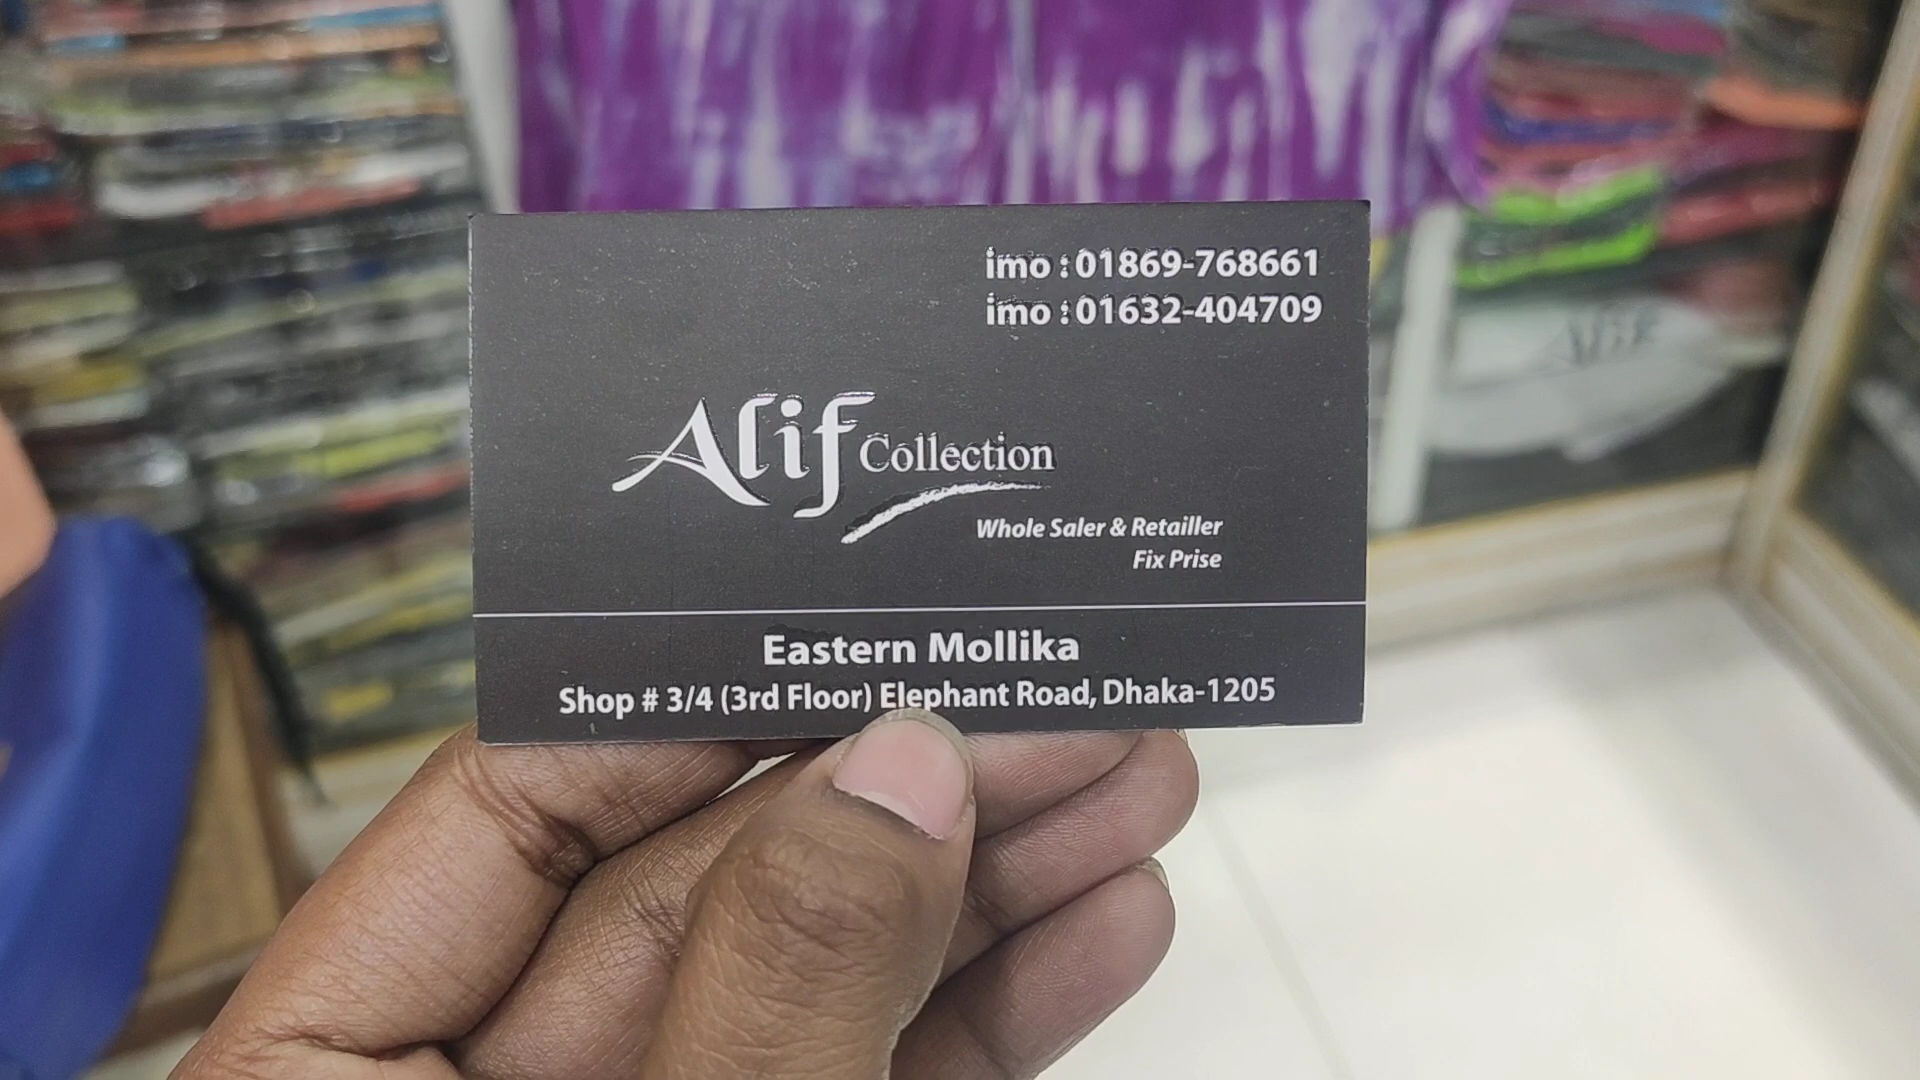 imo : 01869-768661
imo : 01632-404709
Alif Collection
Whole Saler & Retailler
Fix Prise
Eastern Mollika
Shop # 3/4 (3rd Floor) Elephant Road, Dhaka-1205
Alif